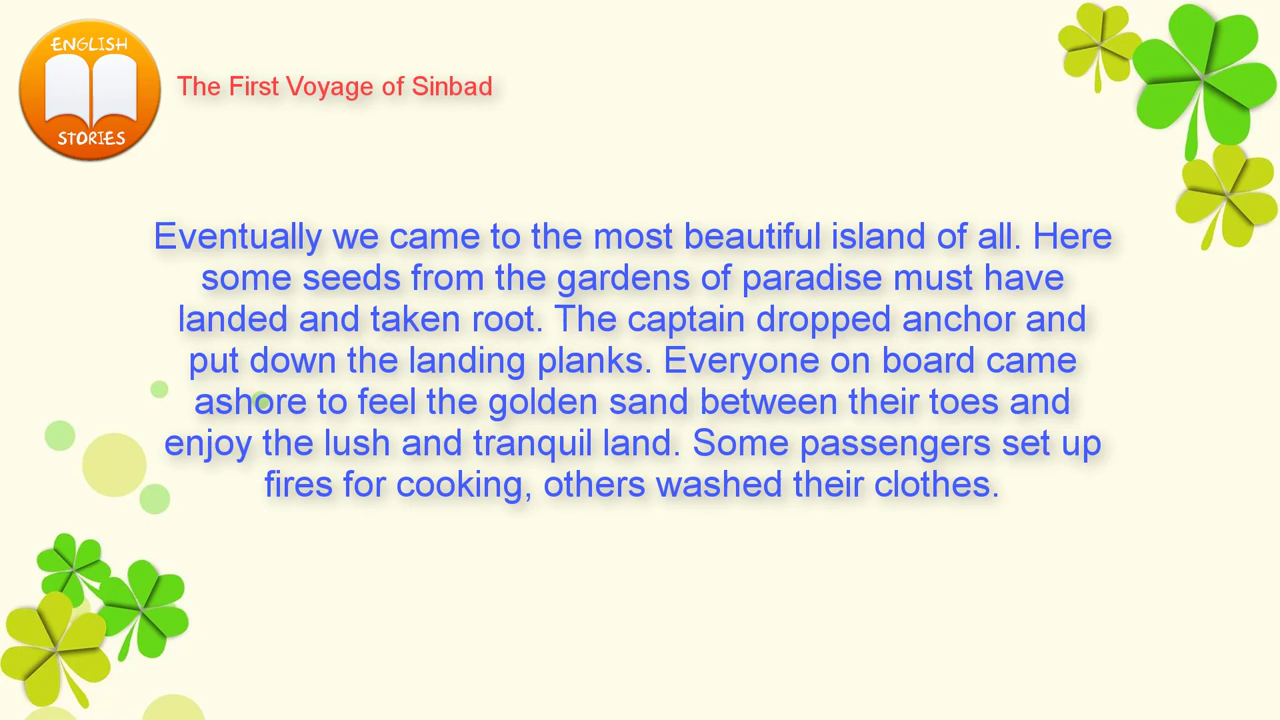 ENGLISH
STORIES
The First Voyage of Sinbad
Eventually we came to the most beautiful island of all. Here
some seeds from the gardens of paradise must have
landed and taken root. The captain dropped anchor and
put down the landing planks. Everyone on board came
ashore to feel the golden sand between their toes and
enjoy the lush and tranquil land. Some passengers set up
fires for cooking, others washed their clothes.